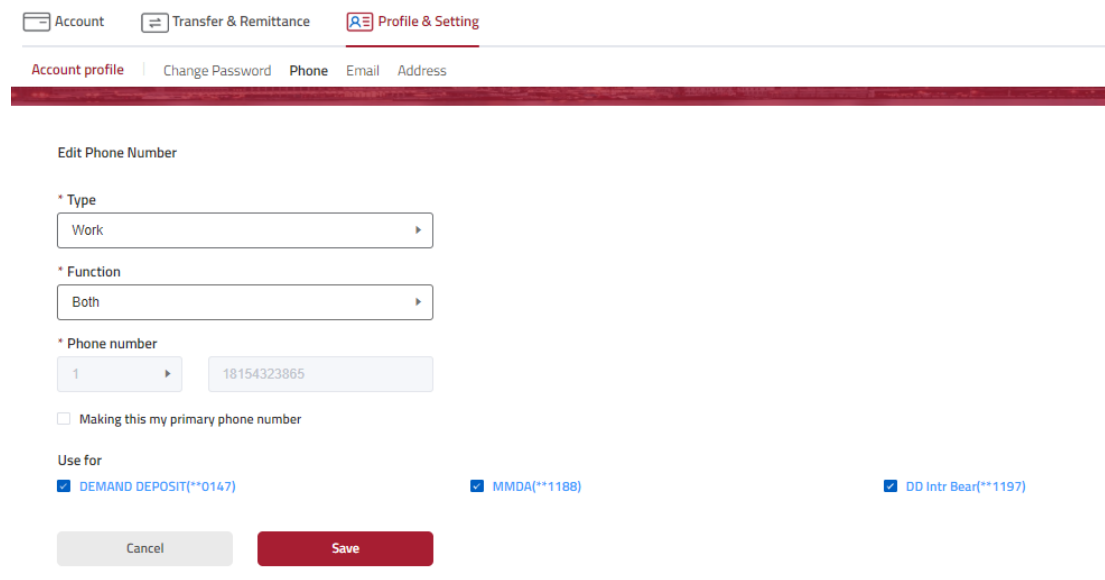 Account Transfer & Remittance Profile & Setting
Account profile Change Password Phone Email Address
Edit Phone Number
* Type
Work
* Function
Both
* Phone number
1 18154323865
Making this my primary phone number
Use for
DEMAND DEPOSIT(**0147) MMDA(**1188) DD Intr Bear(**1197)
Cancel Save